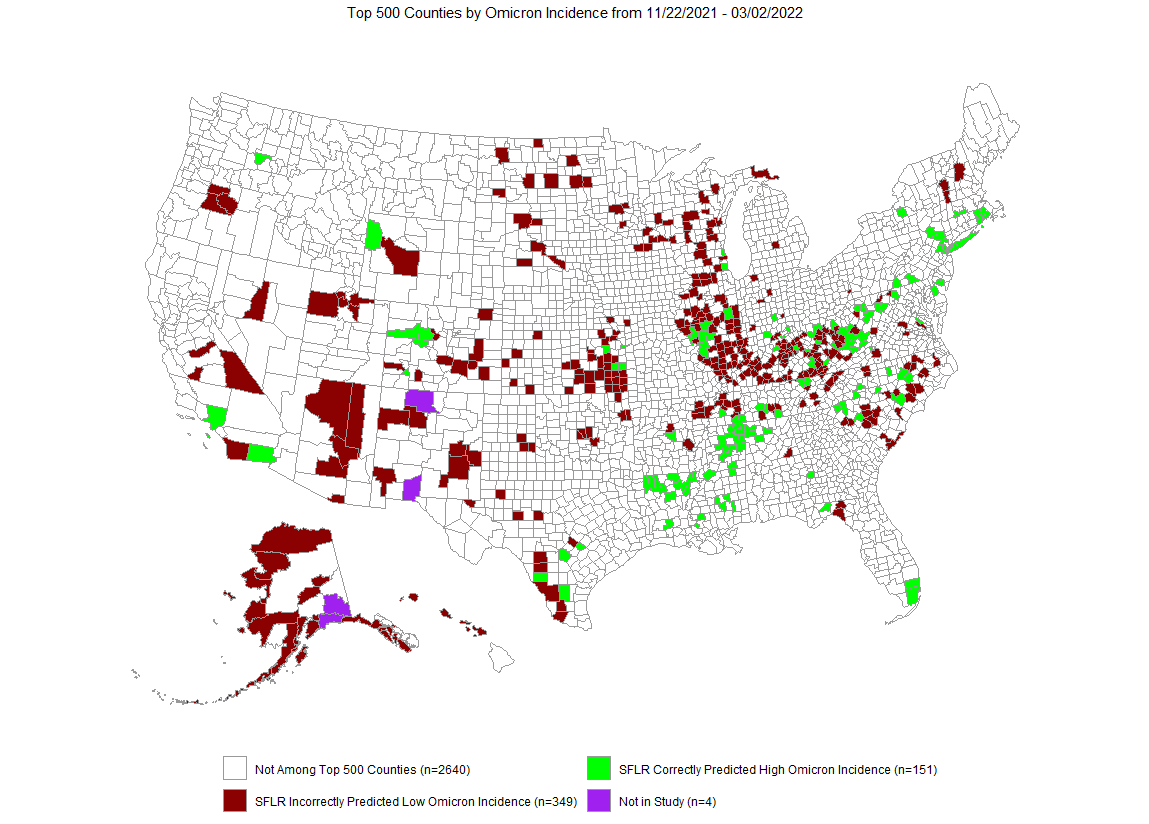 Top 500 Counties by Omicron Incidence from 11/22/2021 - 03/02/2022
Not Among Top 500 Counties (n=2640)
SFLR Correctly Predicted High Omicron Incidence (n=151)
SFLR Incorrectly Predicted Low Omicron Incidence (n=349)
Not in Study (n=4)